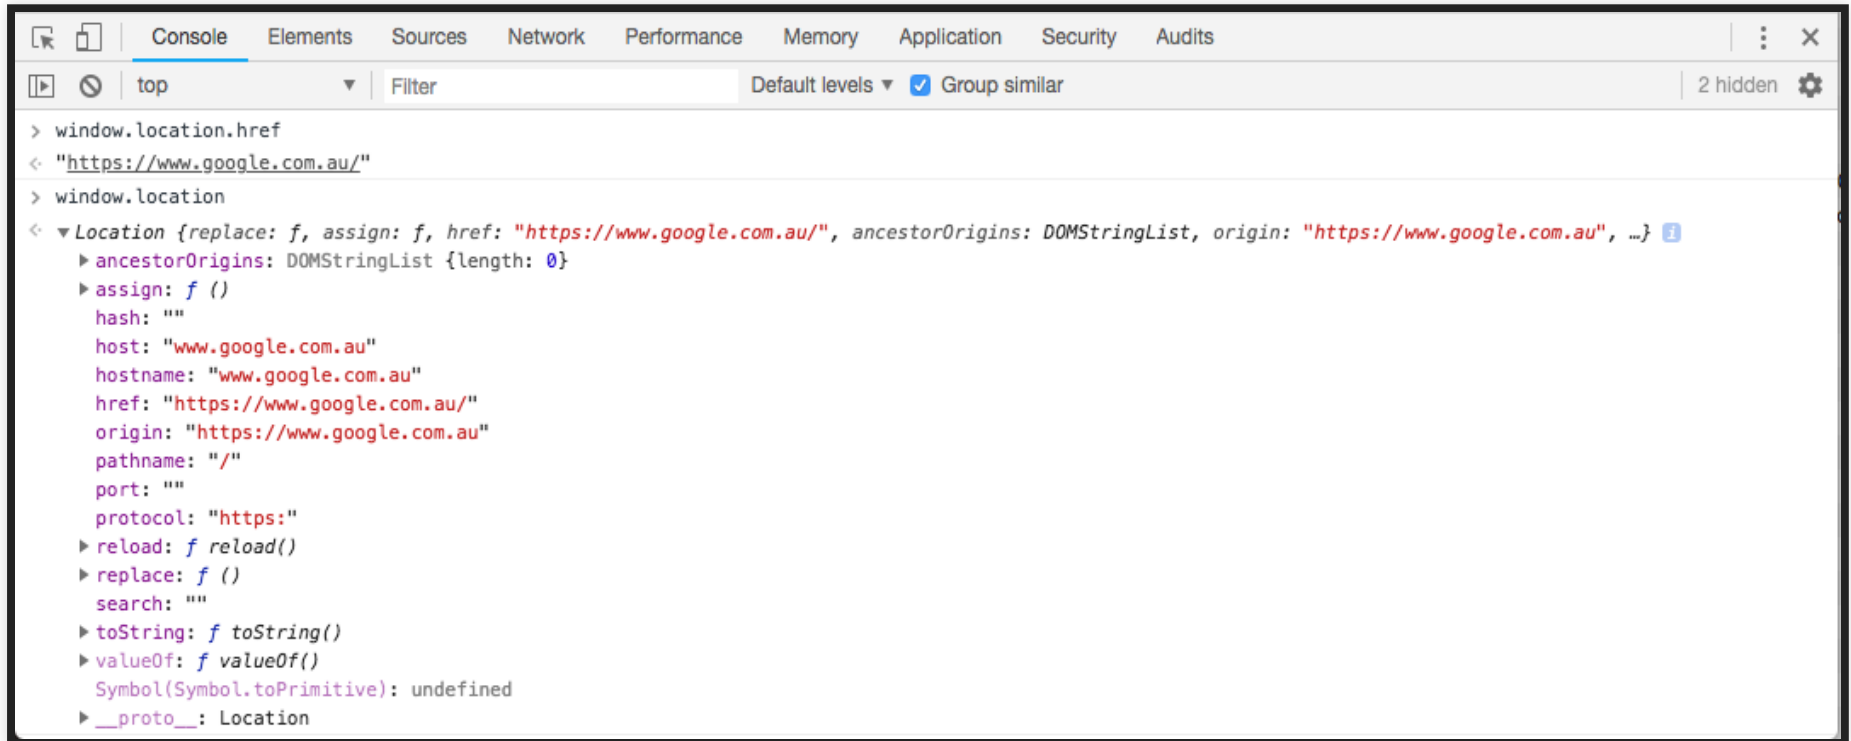 Console Elements Sources Network Performance Memory Application Security Audits
top Filter Default levels Group similar 2 hidden
> window.location.href
"https://www.google.com.au/"
> window.location
Location {replace: ƒ, assign: ƒ, href: "https://www.google.com.au/", ancestorOrigins: DOMStringList, origin: "https://www.google.com.au", …} i
ancestorOrigins: DOMStringList {length: 0}
assign: ƒ ()
hash: ""
host: "www.google.com.au"
hostname: "www.google.com.au"
href: "https://www.google.com.au/"
origin: "https://www.google.com.au"
pathname: "/"
port: ""
protocol: "https:"
reload: ƒ reload()
replace: ƒ ()
search: ""
toString: ƒ toString()
valueOf: ƒ valueOf()
Symbol(Symbol.toPrimitive): undefined
__proto__: Location